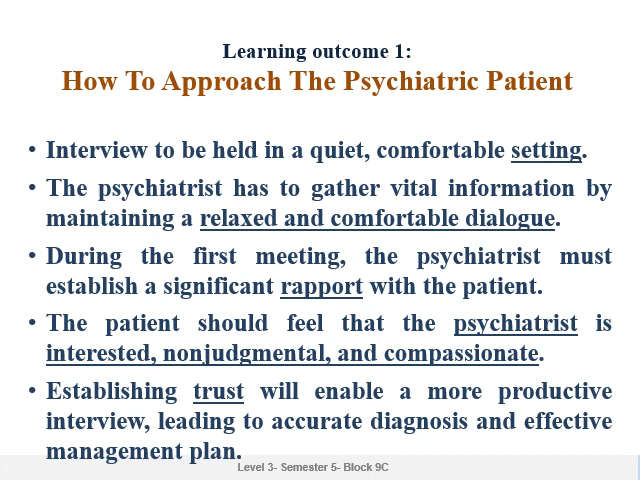 Learning outcome 1:
How To Approach The Psychiatric Patient
• Interview to be held in a quiet, comfortable setting.
• The psychiatrist has to gather vital information by
maintaining a relaxed and comfortable dialogue.
• During the first meeting, the psychiatrist must
establish a significant rapport with the patient.
• The patient should feel that the psychiatrist is
interested, nonjudgmental, and compassionate.
• Establishing trust will enable a more productive
interview, leading to accurate diagnosis and effective
management plan.
Level 3- Semester 5- Block 9C